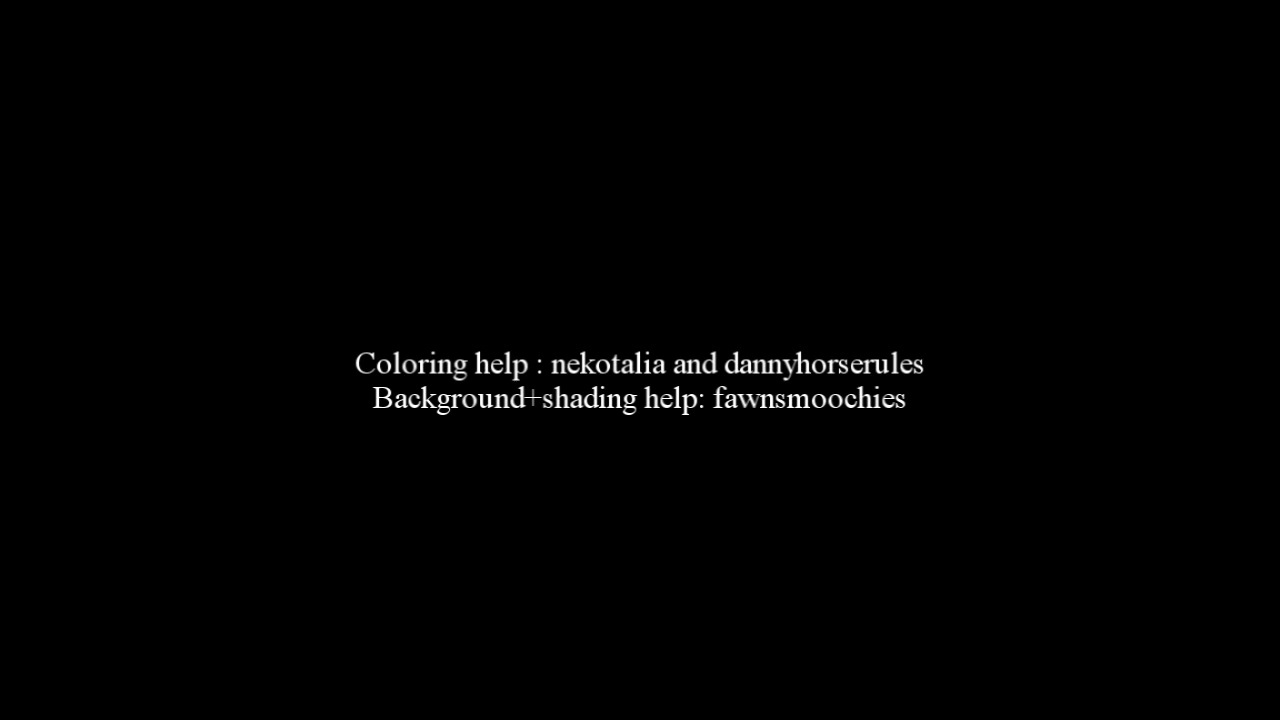 Coloring help : nekotalia and dannyhorserules
Background+shading help: fawnsmoochies